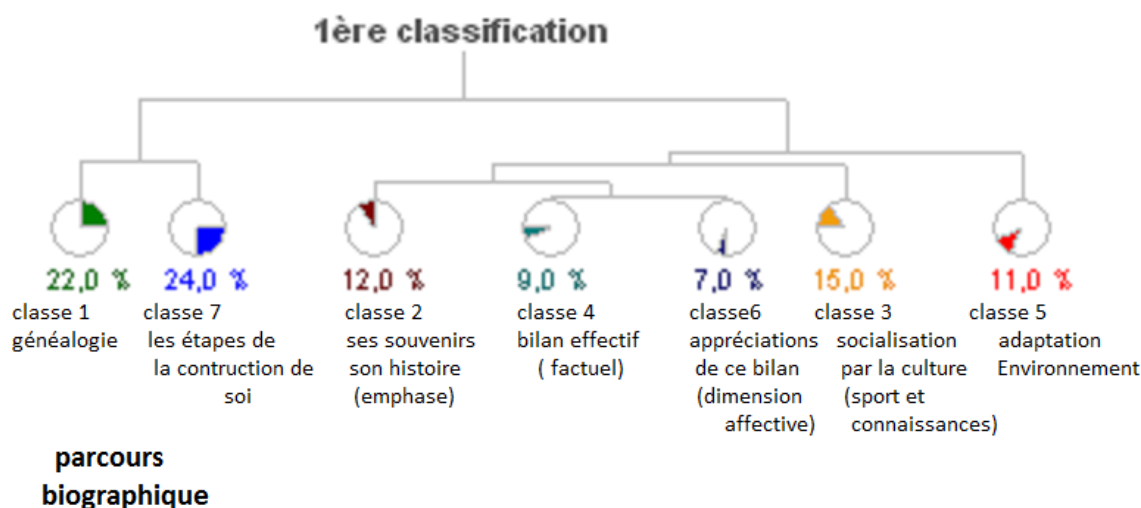 1ère classification
22,0 %
24,0 %
12,0 %
9,0 %
7,0 %
15,0 %
11,0 %
classe 1
généalogie
classe 7
les étapes de
la contruction de
soi
classe 2
ses souvenirs
son histoire
(emphase)
classe 4
bilan effectif
( factuel)
classe6
appréciations
de ce bilan
(dimension
affective)
classe 3
socialisation
par la culture
(sport et
connaissances)
classe 5
adaptation
Environnement
parcours
biographique